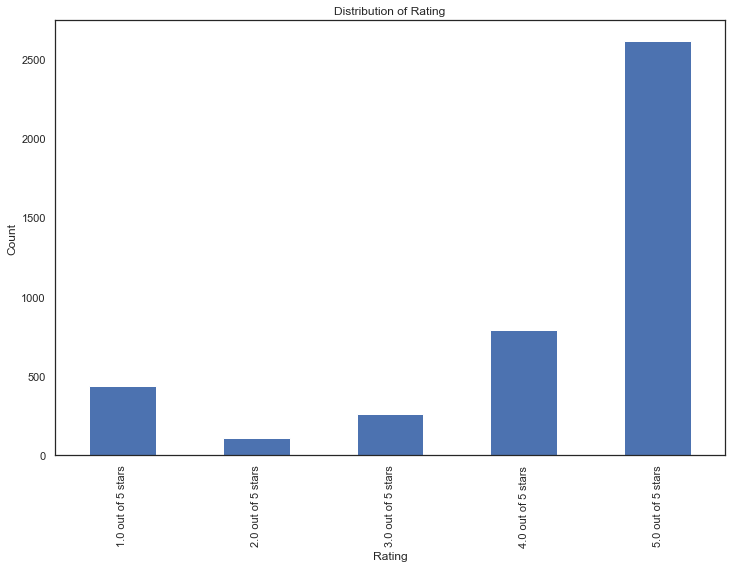 Distribution of Rating
2500
2000
1500
1000
500
0
Count
1.0 out of 5 stars
2.0 out of 5 stars
3.0 out of 5 stars
4.0 out of 5 stars
5.0 out of 5 stars
Rating